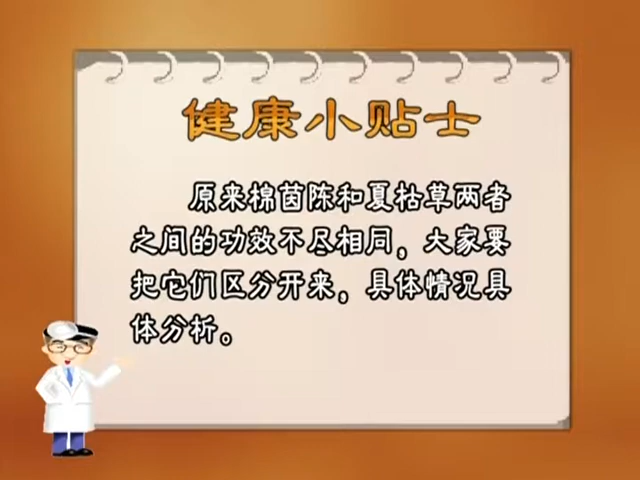 健康小贴士
原来棉茵陈和夏枯草两者
之间的功效不尽相同，大家要
把它们区分开来，具体情况具
体分析。